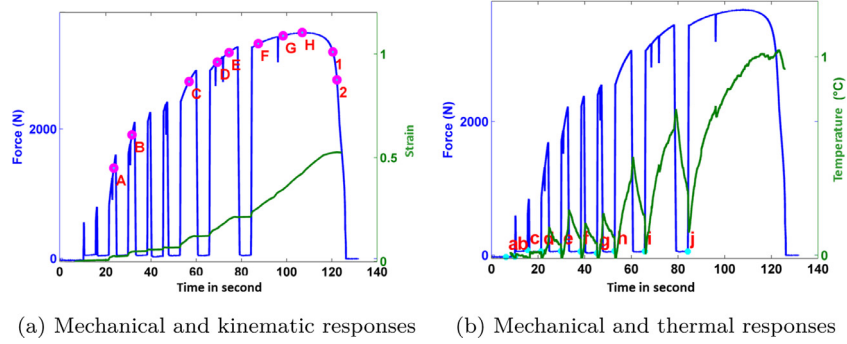 Force (N)
2000
0
0 20 40 60 80 100 120 140
Time in second
1
0.5
0
Strain
A
B
C
D
E
F
G
H
1
2
(a) Mechanical and kinematic responses
Force (N)
2000
0
0 20 40 60 80 100 120 140
Time in second
1
0
Temperature (°C)
a b c d e f g h i j
(b) Mechanical and thermal responses